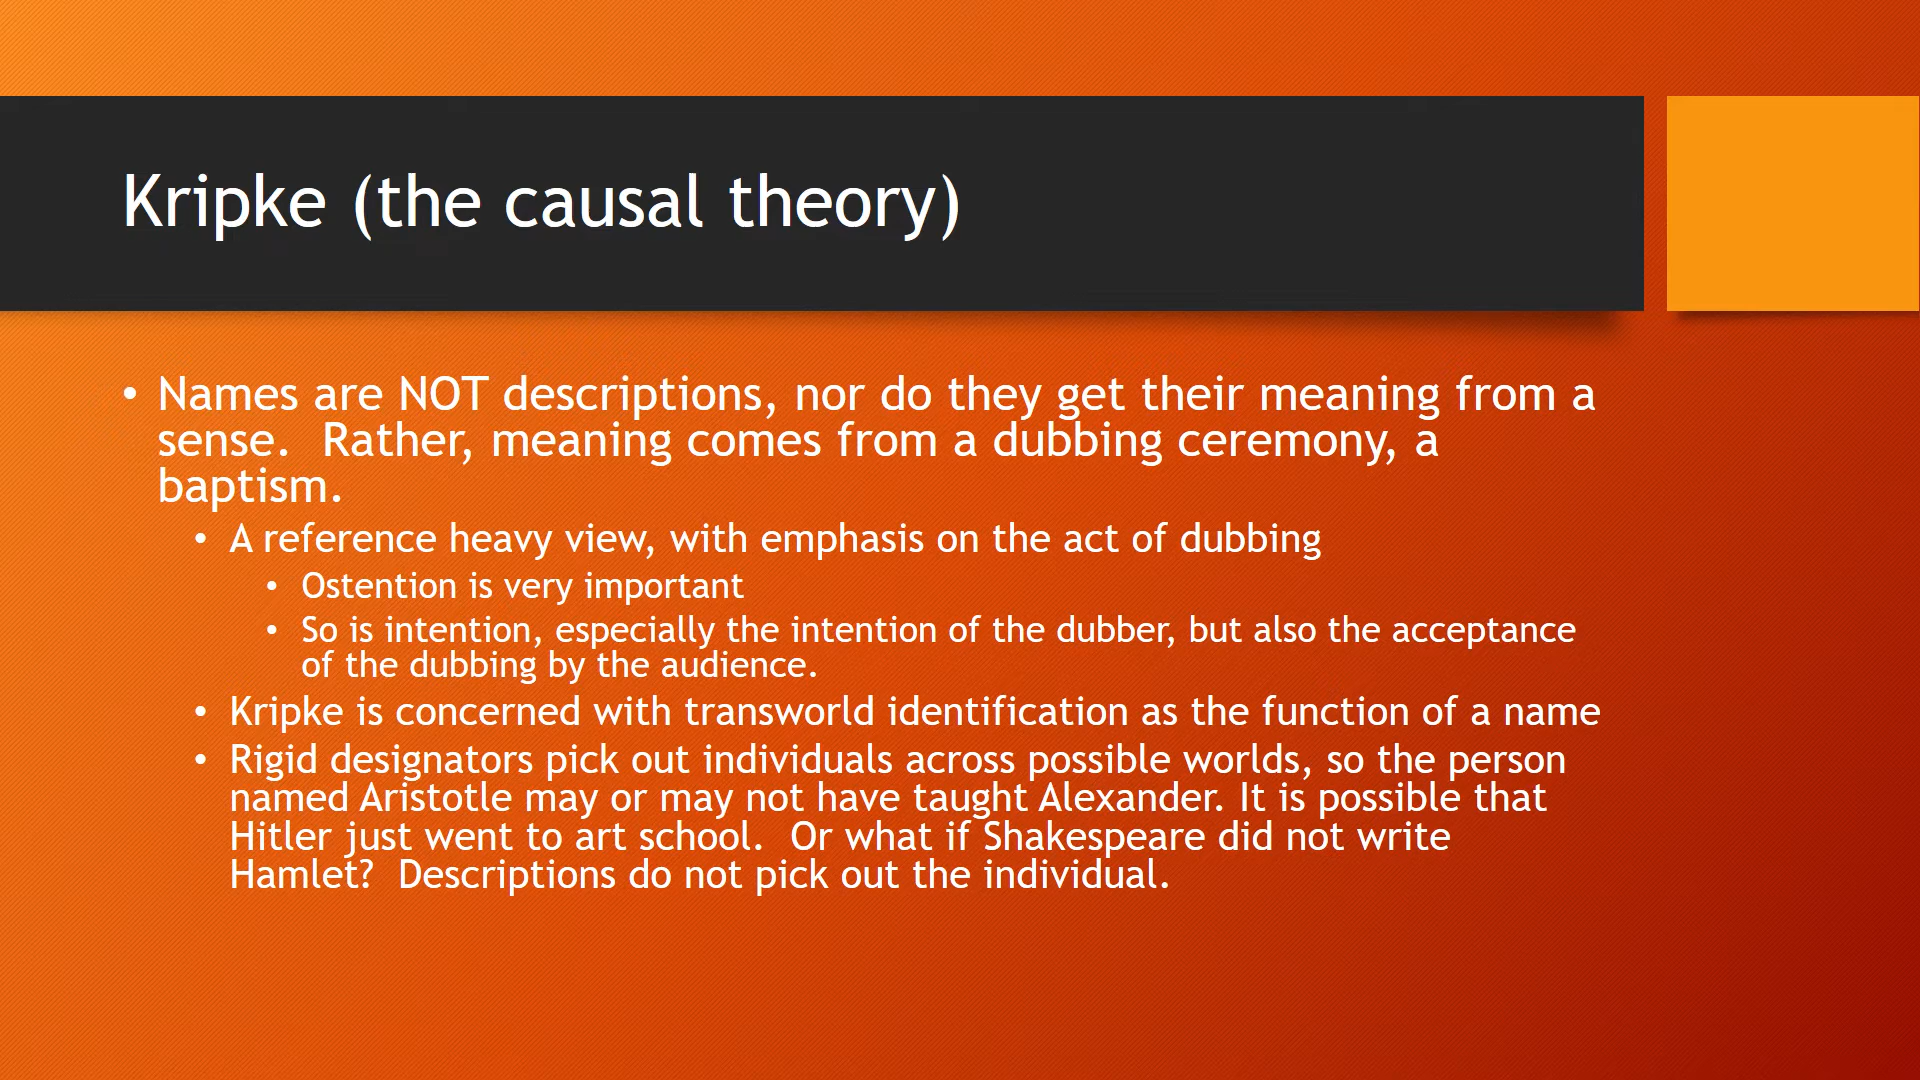 Kripke (the causal theory)
• Names are NOT descriptions, nor do they get their meaning from a
sense.  Rather, meaning comes from a dubbing ceremony, a
baptism.
• A reference heavy view, with emphasis on the act of dubbing
• Ostention is very important
• So is intention, especially the intention of the dubber, but also the acceptance
of the dubbing by the audience.
• Kripke is concerned with transworld identification as the function of a name
• Rigid designators pick out individuals across possible worlds, so the person
named Aristotle may or may not have taught Alexander. It is possible that
Hitler just went to art school.  Or what if Shakespeare did not write
Hamlet?  Descriptions do not pick out the individual.